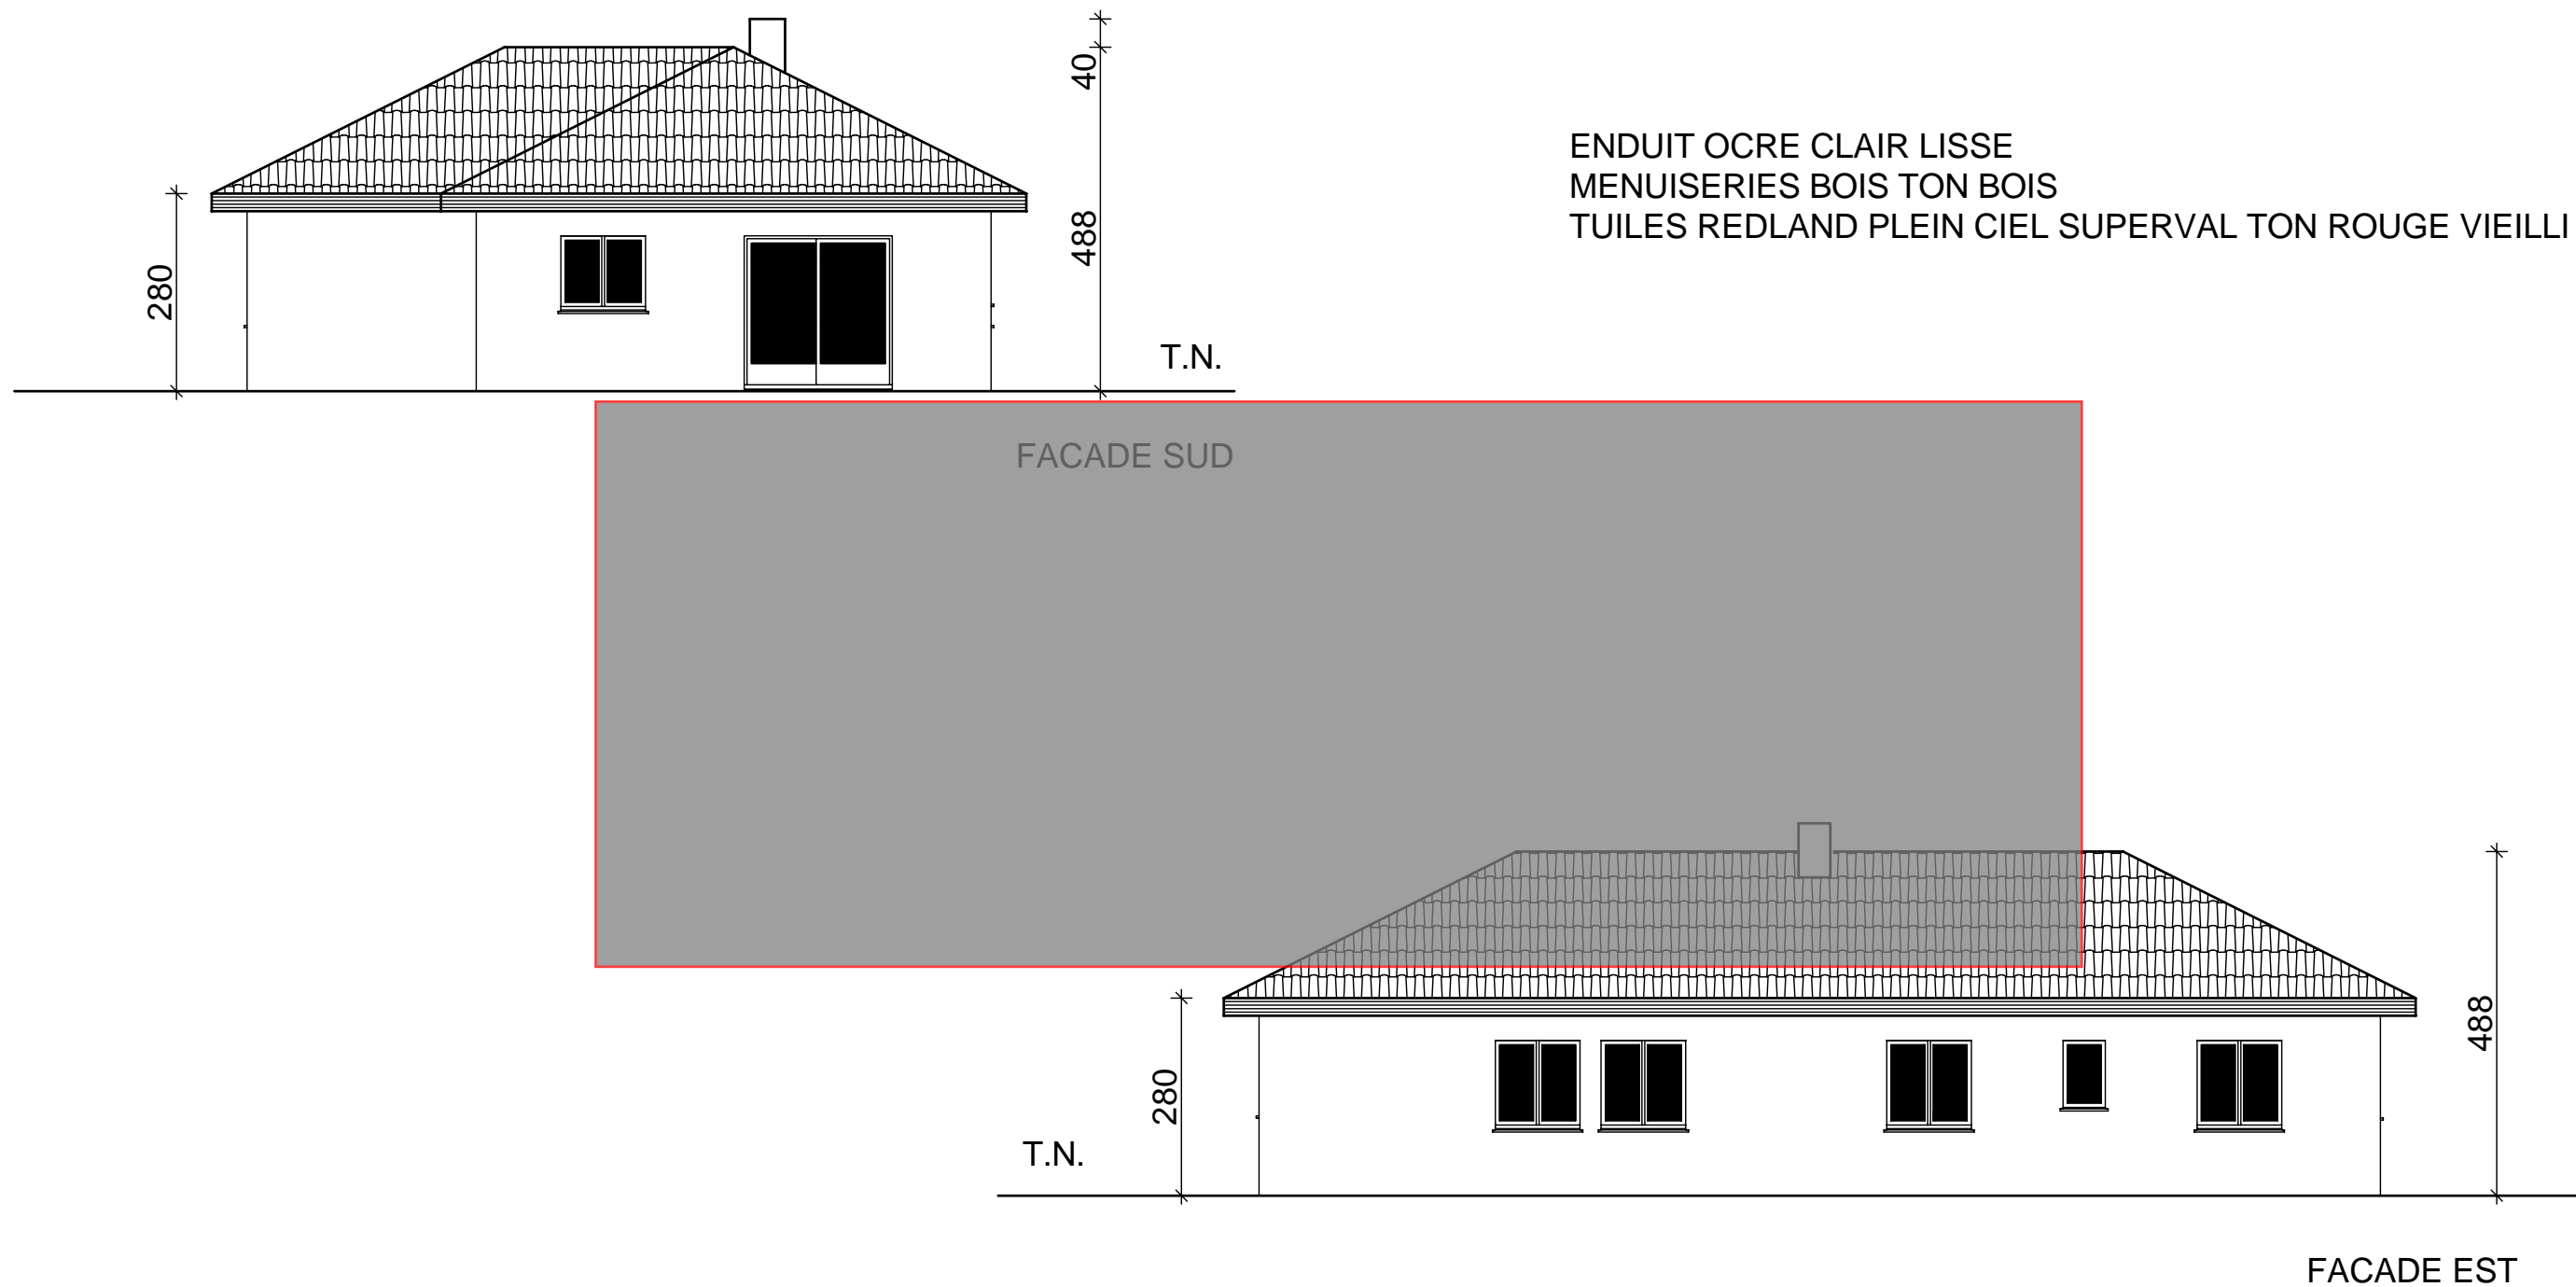 40
ENDUIT OCRE CLAIR LISSE
MENUISERIES BOIS TON BOIS
TUILES REDLAND PLEIN CIEL SUPERVAL TON ROUGE VIEILLI
488
280
T.N.
FACADE SUD
488
280
T.N.
FACADE EST